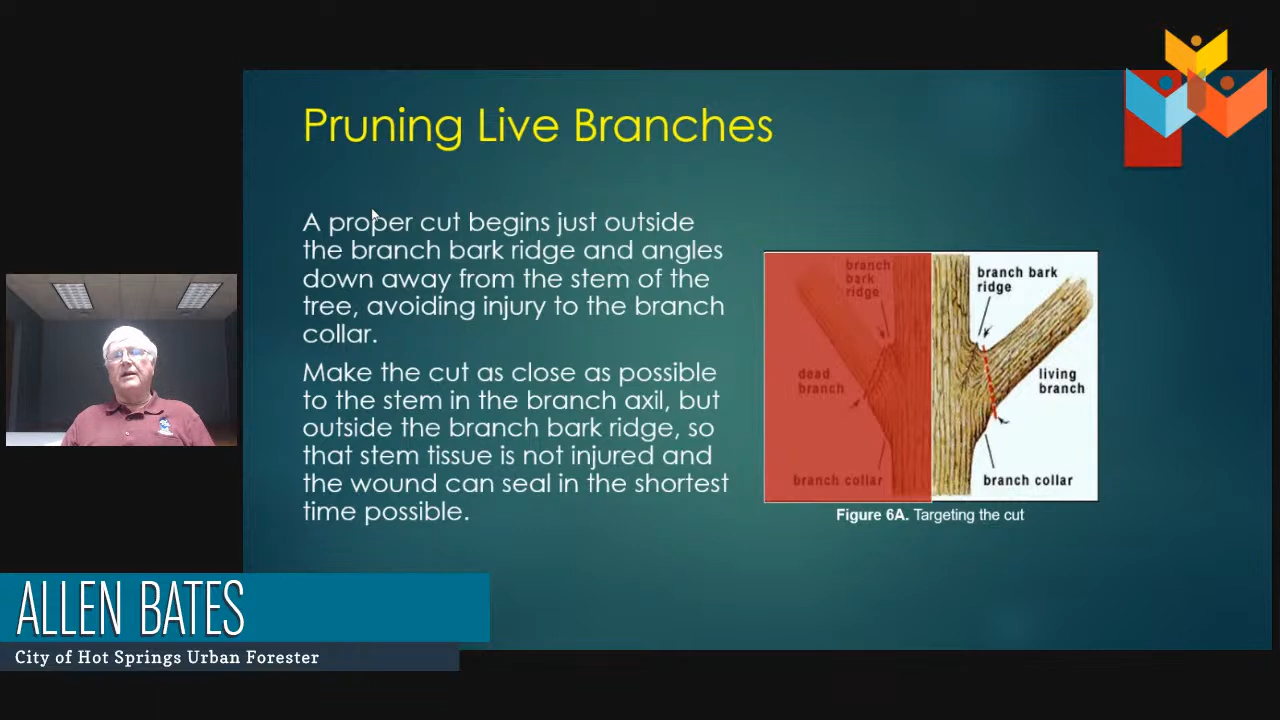 Pruning Live Branches
A proper cut begins just outside
the branch bark ridge and angles
down away from the stem of the
tree, avoiding injury to the branch
collar.
Make the cut as close as possible
to the stem in the branch axil, but
outside the branch bark ridge, so
that stem tissue is not injured and
the wound can seal in the shortest
time possible.
branch
bark
ridge
dead
branch
branch collar
branch bark
ridge
living
branch
branch collar
Figure 6A. Targeting the cut
ALLEN BATES
City of Hot Springs Urban Forester